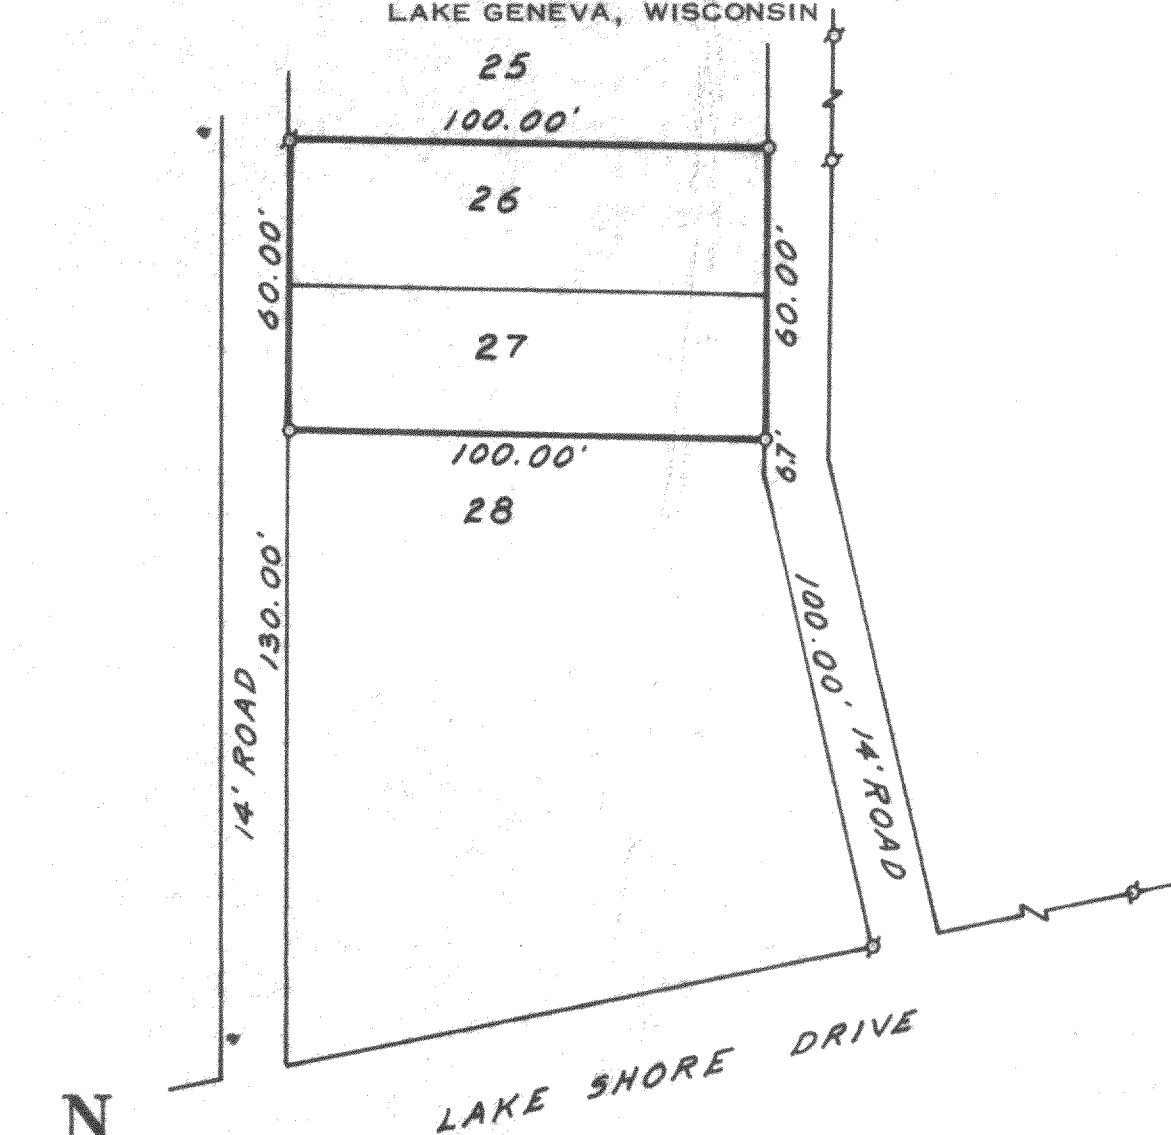 LAKE GENEVA, WISCONSIN
25
100.00'
26
60.00'
60.00'
27
100.00'
6.7'
28
130.00'
100.00'
14' ROAD
14' ROAD
LAKE SHORE DRIVE
N